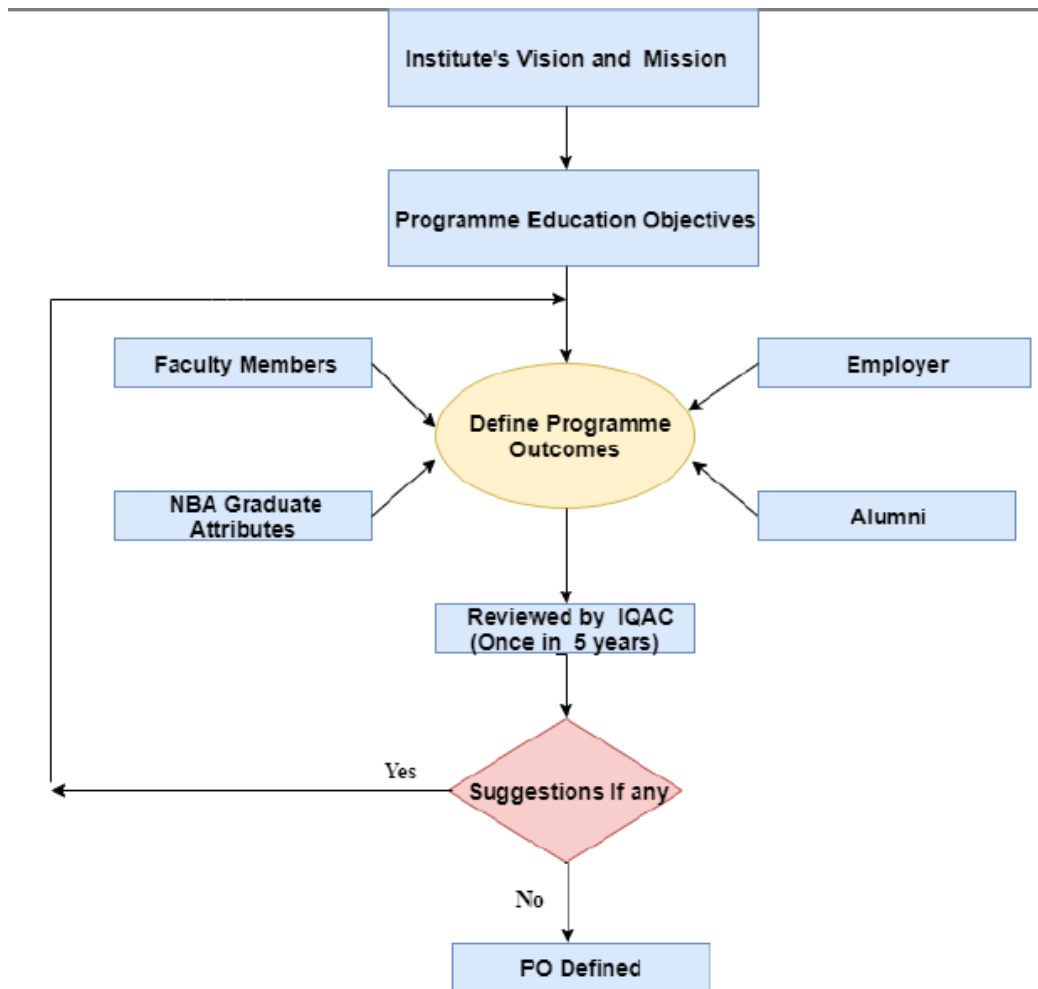 Institute's Vision and Mission
Programme Education Objectives
Faculty Members
Employer
Define Programme
Outcomes
NBA Graduate
Attributes
Alumni
Reviewed by IQAC
(Once in 5 years)
Yes
Suggestions If any
No
PO Defined